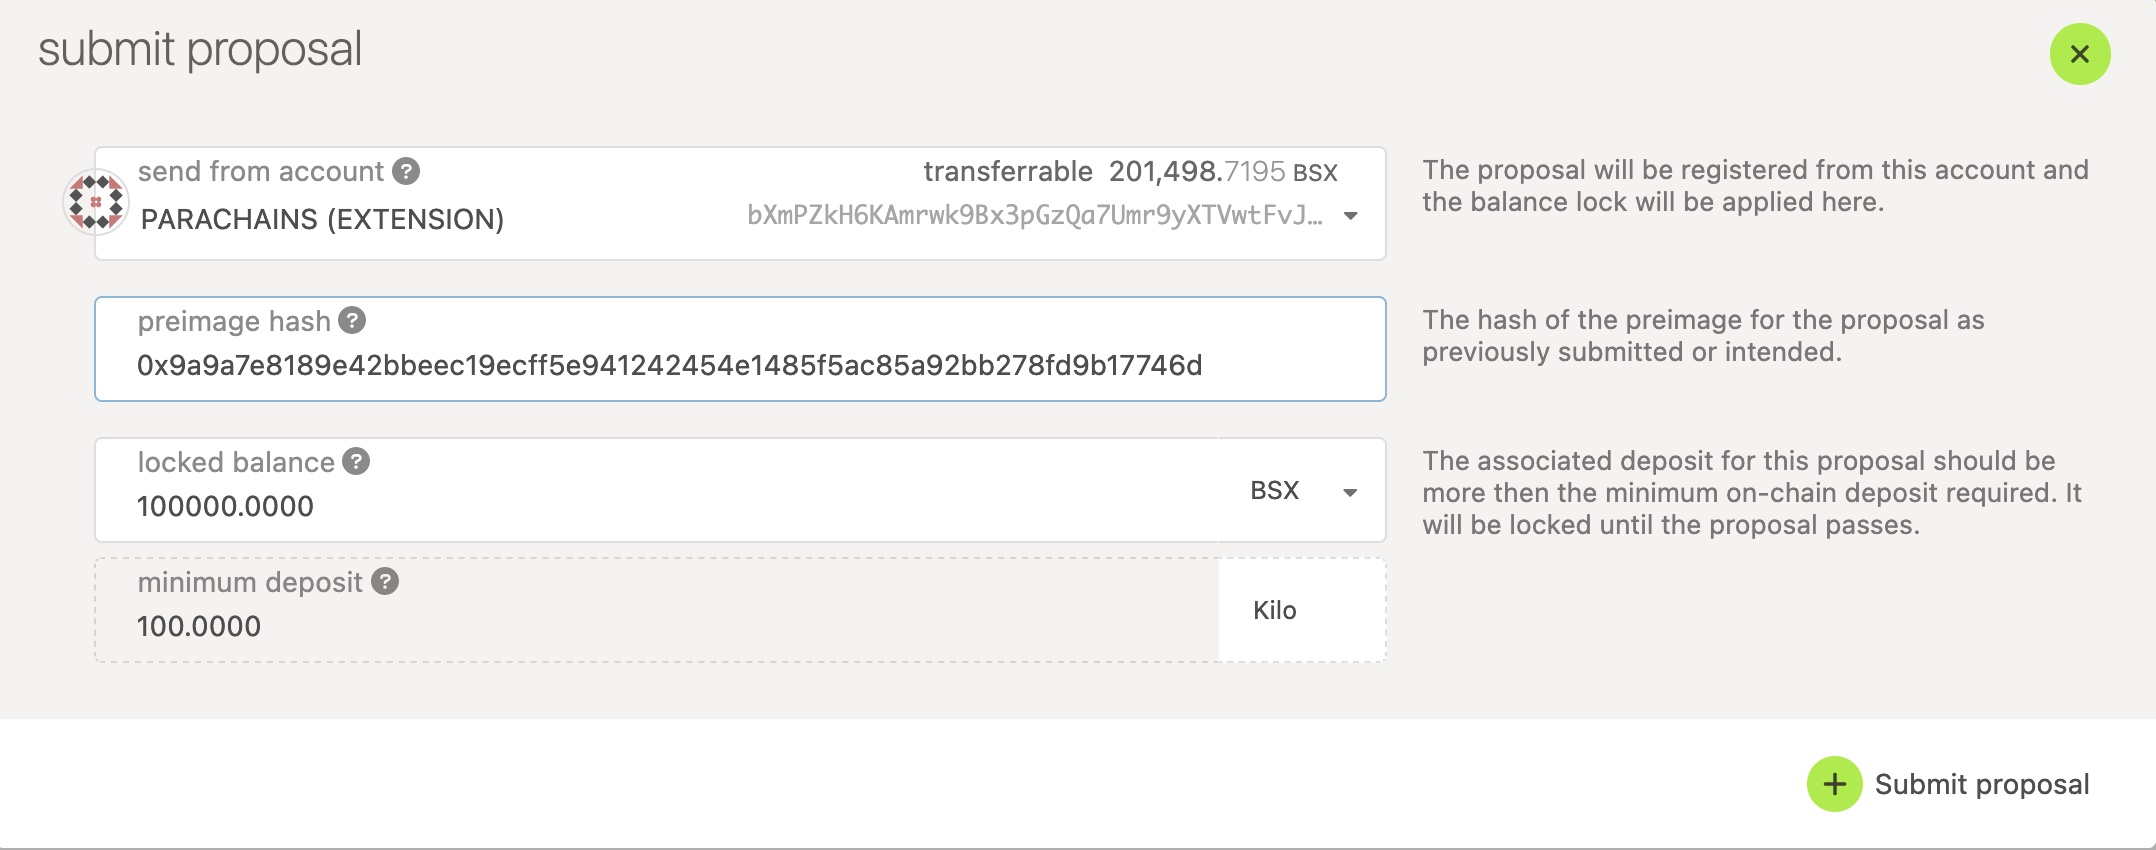 submit proposal
send from account ?
transferrable 201,498.7195 BSX
PARACHAINS (EXTENSION)
bXmPZkH6KAmrwk9Bx3pGzQa7Umr9yXTVwtFvJ…
The proposal will be registered from this account and
the balance lock will be applied here.
preimage hash ?
0x9a9a7e8189e42bbeec19ecff5e941242454e1485f5ac85a92bb278fd9b17746d
The hash of the preimage for the proposal as
previously submitted or intended.
locked balance ?
100000.0000
BSX
The associated deposit for this proposal should be
more then the minimum on-chain deposit required. It
will be locked until the proposal passes.
minimum deposit ?
100.0000
Kilo
Submit proposal